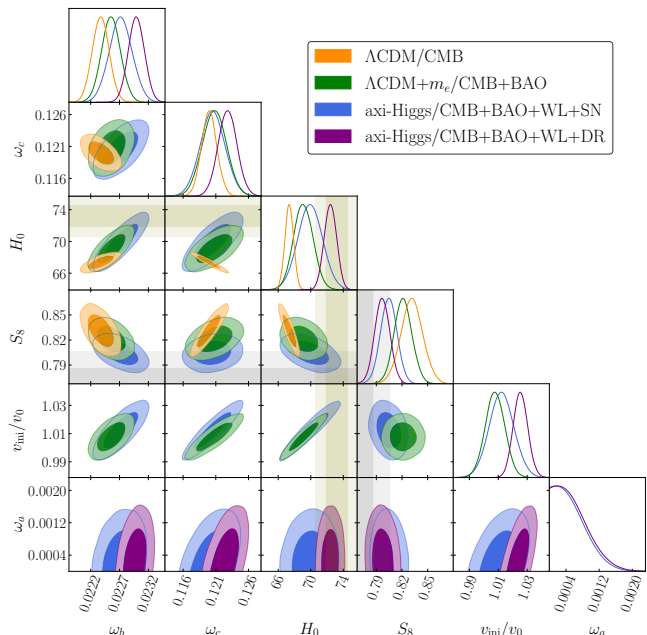 ΛCDM/CMB
ΛCDM+m_e/CMB+BAO
axi-Higgs/CMB+BAO+WL+SN
axi-Higgs/CMB+BAO+WL+DR
ω_c
0.126
0.121
0.116
H_0
74
70
66
S_8
0.85
0.82
0.79
v_ini/v_0
1.03
1.01
0.99
ω_a
0.0020
0.0012
0.0004
0.0222
0.0227
0.0232
0.116
0.121
0.126
66
70
74
0.79
0.82
0.85
0.99
1.01
1.03
0.0004
0.0012
0.0020
ω_b
ω_c
H_0
S_8
v_ini/v_0
ω_a